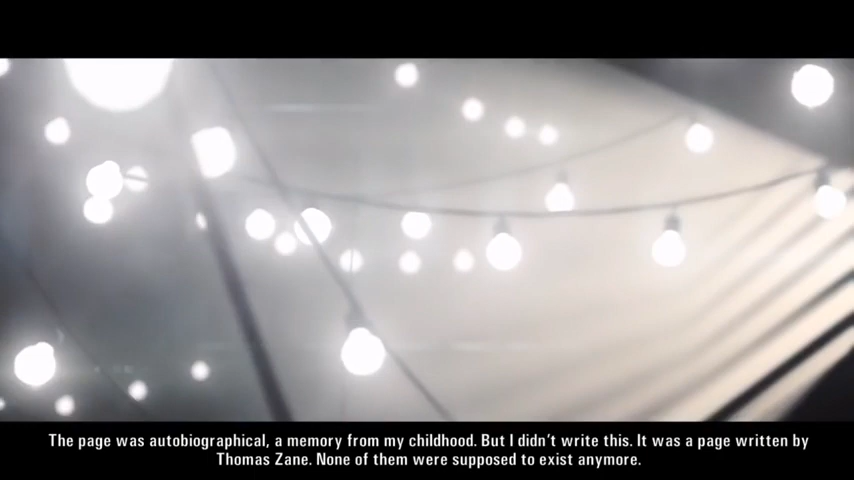 The page was autobiographical, a memory from my childhood. But I didn't write this. It was a page written by
Thomas Zane. None of them were supposed to exist anymore.